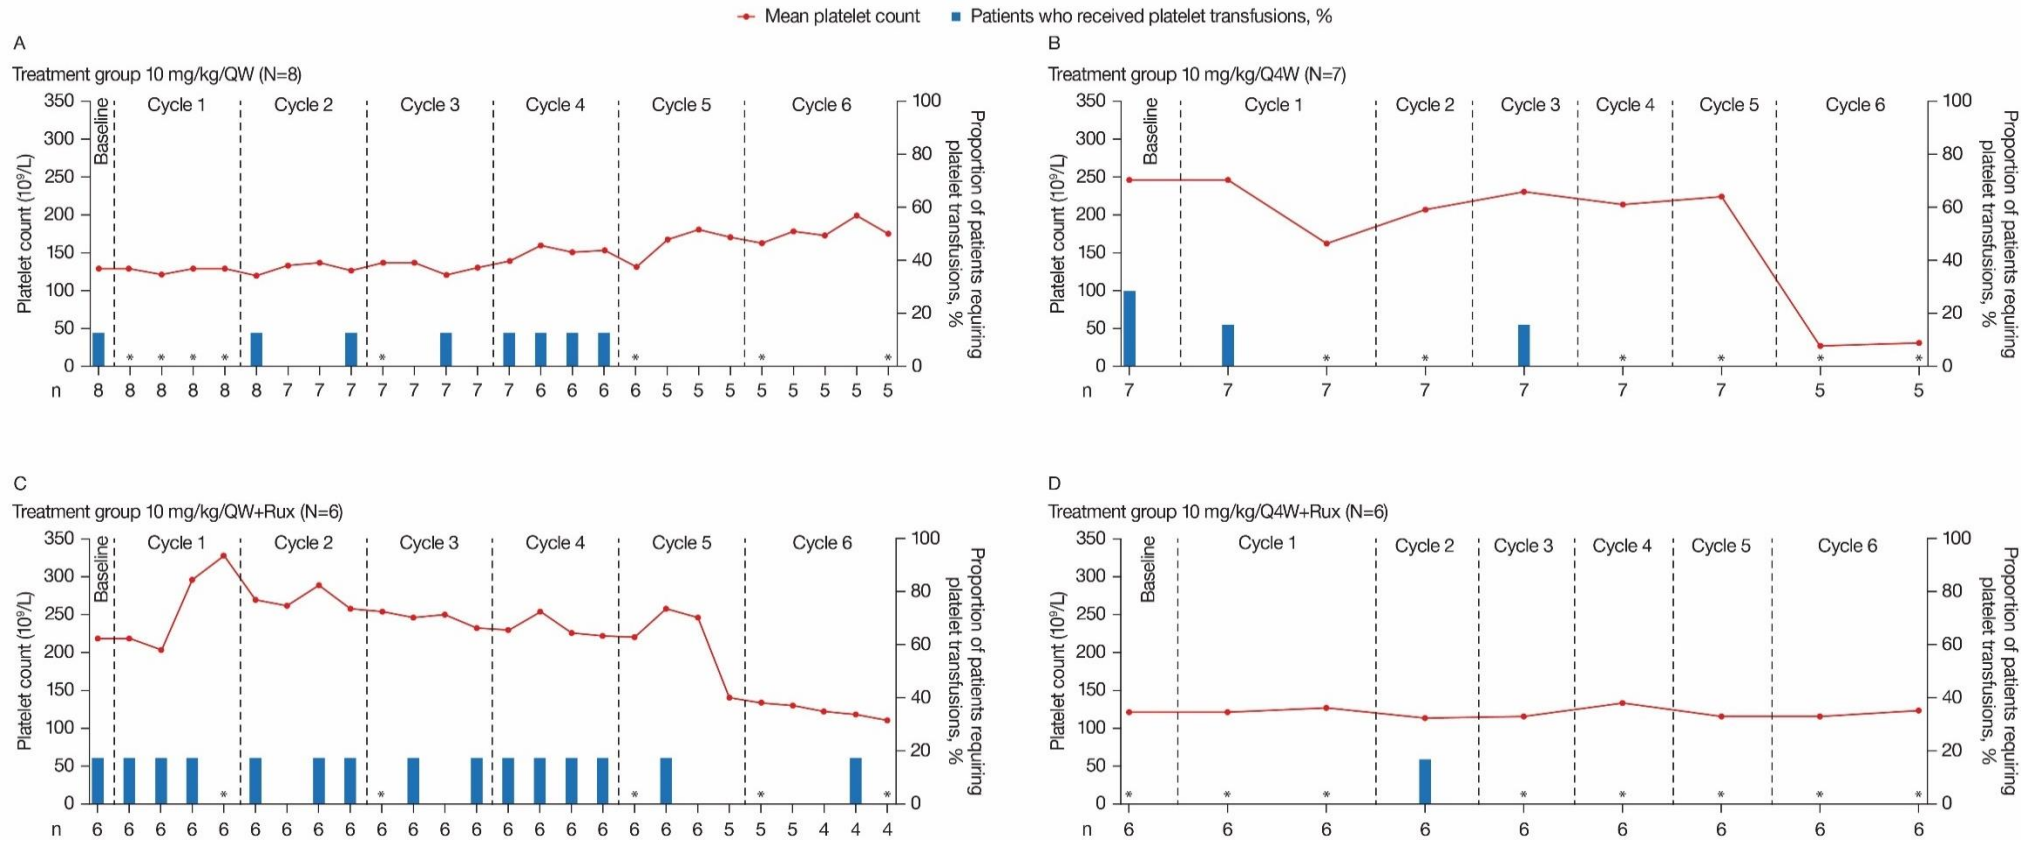 Mean platelet count Patients who received platelet transfusions, %
A
Treatment group 10 mg/kg/QW (N=8)
Baseline Cycle 1 Cycle 2 Cycle 3 Cycle 4 Cycle 5 Cycle 6
Platelet count (10⁹/L)
350
300
250
200
150
100
50
0
100
80
60
40
20
0
Proportion of patients requiring
platelet transfusions, %
* * * * * * * *
n 8 8 8 8 8 8 7 7 7 7 7 7 7 7 6 6 6 6 5 5 5 5 5 5 5 5
B
Treatment group 10 mg/kg/Q4W (N=7)
Baseline Cycle 1 Cycle 2 Cycle 3 Cycle 4 Cycle 5 Cycle 6
Platelet count (10⁹/L)
350
300
250
200
150
100
50
0
100
80
60
40
20
0
Proportion of patients requiring
platelet transfusions, %
* * * * * *
n 7 7 7 7 7 7 7 5 5
C
Treatment group 10 mg/kg/QW+Rux (N=6)
Baseline Cycle 1 Cycle 2 Cycle 3 Cycle 4 Cycle 5 Cycle 6
Platelet count (10⁹/L)
350
300
250
200
150
100
50
0
100
80
60
40
20
0
Proportion of patients requiring
platelet transfusions, %
* * * * *
n 6 6 6 6 6 6 6 6 6 6 6 6 6 6 6 6 6 6 6 6 5 5 5 4 4 4
D
Treatment group 10 mg/kg/Q4W+Rux (N=6)
Baseline Cycle 1 Cycle 2 Cycle 3 Cycle 4 Cycle 5 Cycle 6
Platelet count (10⁹/L)
350
300
250
200
150
100
50
0
100
80
60
40
20
0
Proportion of patients requiring
platelet transfusions, %
* * * * * * * *
n 6 6 6 6 6 6 6 6 6